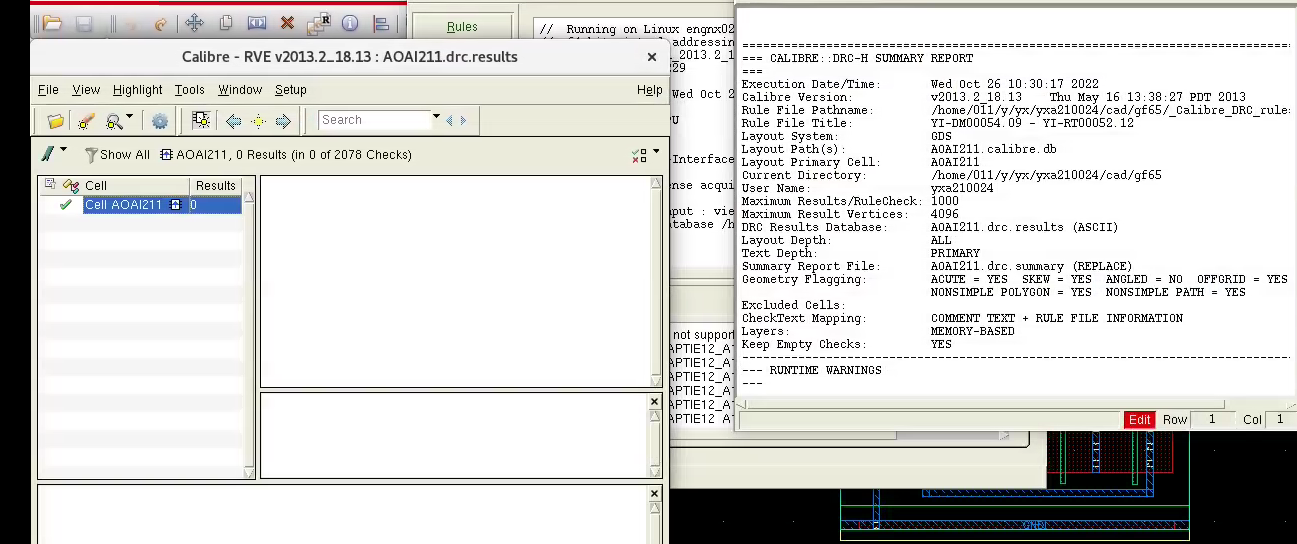 Rules
Calibre - RVE v2013.2_18.13 : AOAI211.drc.results
File View Highlight Tools Window Setup Help
Search
Show All AOAI211, 0 Results (in 0 of 2078 Checks)
Cell Results
Cell AOAI211 0
// Running on Linux engnx02
addressin
_2013.2_1
229
Wed Oct 2
PU
-Interface
ense acqui
nput : vie
atabase /h
not support
APTIE12_A
APTIE12_A
APTIE12_A
APTIE12_A
APTIE12_A
APTIE12_A
=== CALIBRE::DRC-H SUMMARY REPORT
===
Execution Date/Time: Wed Oct 26 10:30:17 2022
Calibre Version: v2013.2_18.13 Thu May 16 13:38:27 PDT 2013
Rule File Pathname: /home/011/y/yx/yxa210024/cad/gf65/_Calibre_DRC_rule
Rule File Title: YI-DM00054.09 - YI-RT00052.12
Layout System: GDS
Layout Path(s): AOAI211.calibre.db
Layout Primary Cell: AOAI211
Current Directory: /home/011/y/yx/yxa210024/cad/gf65
User Name: yxa210024
Maximum Results/RuleCheck: 1000
Maximum Result Vertices: 4096
DRC Results Database: AOAI211.drc.results (ASCII)
Layout Depth: ALL
Text Depth: PRIMARY
Summary Report File: AOAI211.drc.summary (REPLACE)
Geometry Flagging: ACUTE = YES SKEW = YES ANGLED = NO OFFGRID = YES
NONSIMPLE POLYGON = YES NONSIMPLE PATH = YES
Excluded Cells:
CheckText Mapping: COMMENT TEXT + RULE FILE INFORMATION
Layers: MEMORY-BASED
Keep Empty Checks: YES
--- RUNTIME WARNINGS
---
Edit Row 1 Col 1
GND!